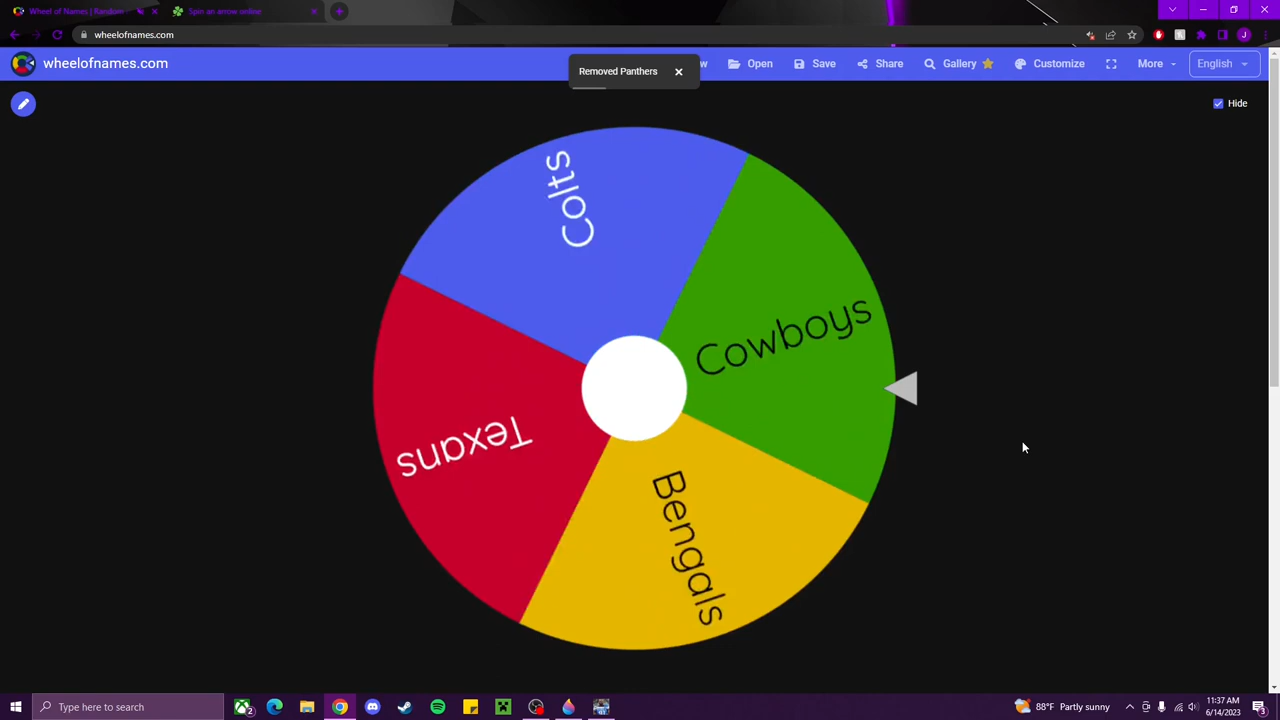 Wheel of Names | Random
Spin an arrow online
wheelofnames.com
wheelofnames.com
Removed Panthers
Open
Save
Share
Gallery
Customize
More
English
Hide
Colts
Cowboys
Texans
Bengals
Type here to search
2
88°F Partly sunny
11:37 AM
6/14/2023
3